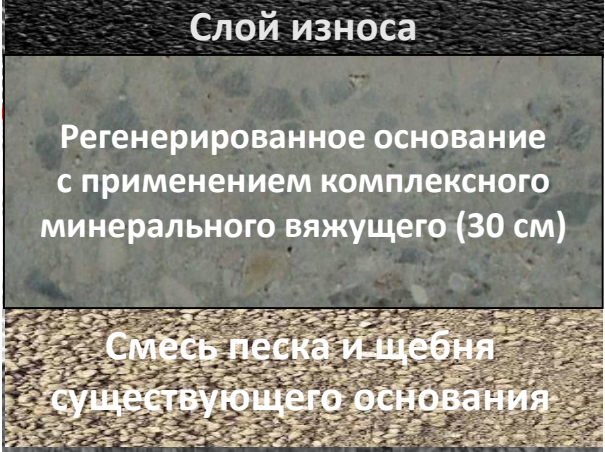 Слой износа
Регенерированное основание
с применением комплексного
минерального вяжущего (30 см)
Смесь песка и щебня
существующего основания